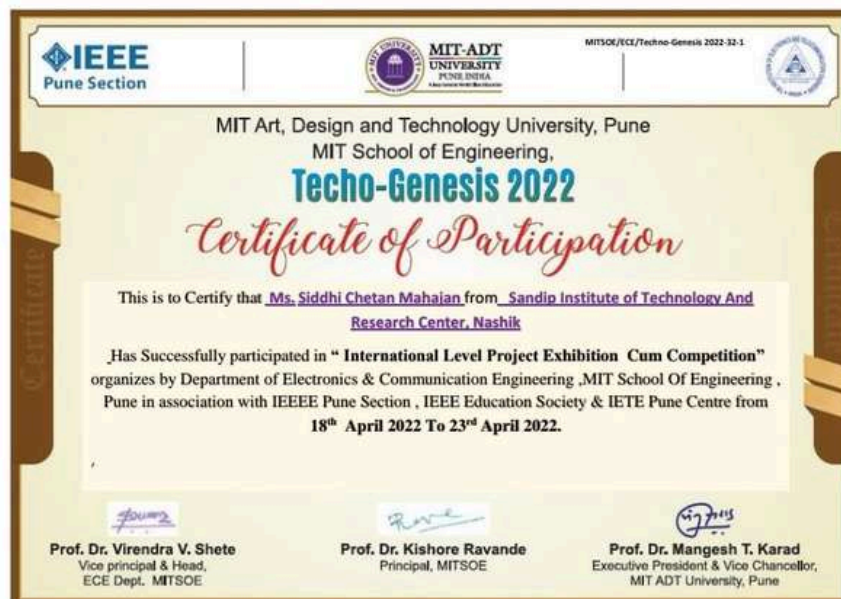 IEEE
Pune Section
MIT UNIVERSITY
MIT-ADT
UNIVERSITY
PUNE, INDIA
MITSOE/ECE/Techno-Genesis 2022-32-1
MIT Art, Design and Technology University, Pune
MIT School of Engineering,
Techo-Genesis 2022
Certificate of Participation
This is to Certify that Ms. Siddhi Chetan Mahajan from Sandip Institute of Technology And
Research Center, Nashik
Has Successfully participated in “ International Level Project Exhibition Cum Competition”
organizes by Department of Electronics & Communication Engineering ,MIT School Of Engineering ,
Pune in association with IEEEE Pune Section , IEEE Education Society & IETE Pune Centre from
18th April 2022 To 23rd April 2022.
,
Certificate
Certificate
Prof. Dr. Virendra V. Shete
Vice principal & Head,
ECE Dept. MITSOE
Prof. Dr. Kishore Ravande
Principal, MITSOE
Prof. Dr. Mangesh T. Karad
Executive President & Vice Chancellor,
MIT ADT University, Pune